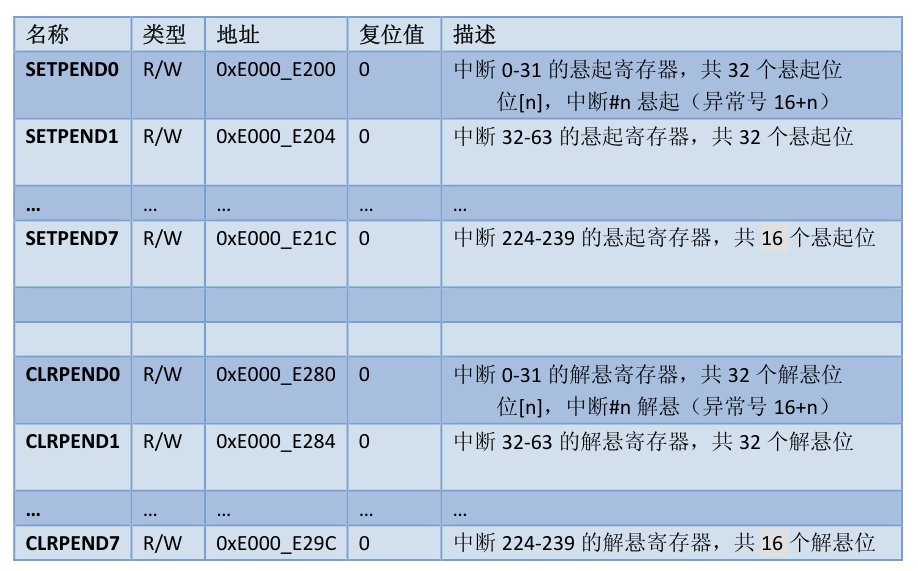 名称 类型 地址 复位值 描述
SETPEND0 R/W 0xE000_E200 0 中断 0-31 的悬起寄存器，共 32 个悬起位
位[n]，中断#n 悬起（异常号 16+n）
SETPEND1 R/W 0xE000_E204 0 中断 32-63 的悬起寄存器，共 32 个悬起位
... ... ... ... ...
SETPEND7 R/W 0xE000_E21C 0 中断 224-239 的悬起寄存器，共 16 个悬起位
CLRPEND0 R/W 0xE000_E280 0 中断 0-31 的解悬寄存器，共 32 个解悬位
位[n]，中断#n 解悬（异常号 16+n）
CLRPEND1 R/W 0xE000_E284 0 中断 32-63 的解悬寄存器，共 32 个解悬位
... ... ... ... ...
CLRPEND7 R/W 0xE000_E29C 0 中断 224-239 的解悬寄存器，共 16 个解悬位